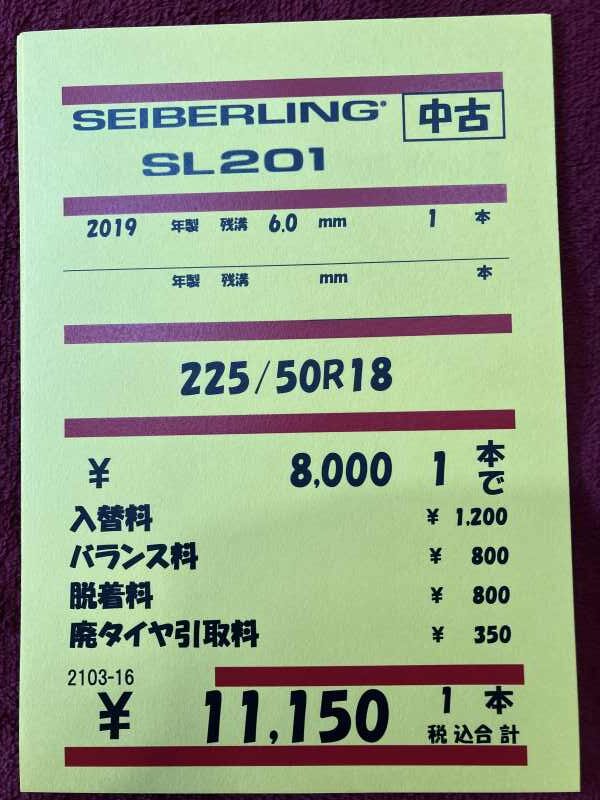 SEIBERLING® 中古
SL201
2019 年製 残溝 6.0 mm 1 本
年製 残溝 mm 本
225/50R18
¥ 8,000 1 本で
入替料 ¥ 1,200
バランス料 ¥ 800
脱着料 ¥ 800
廃タイヤ引取料 ¥ 350
2103-16
¥ 11,150 1 本
税込合計